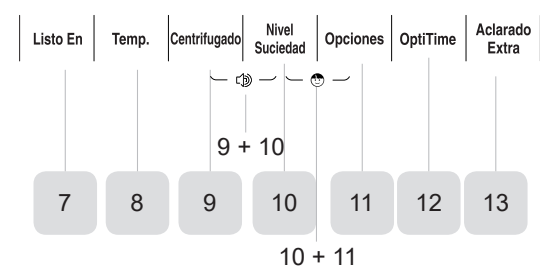 Listo En
Temp.
Centrifugado
Nivel
Suciedad
Opciones
OptiTime
Aclarado
Extra
9 + 10
7
8
9
10
11
12
13
10 + 11